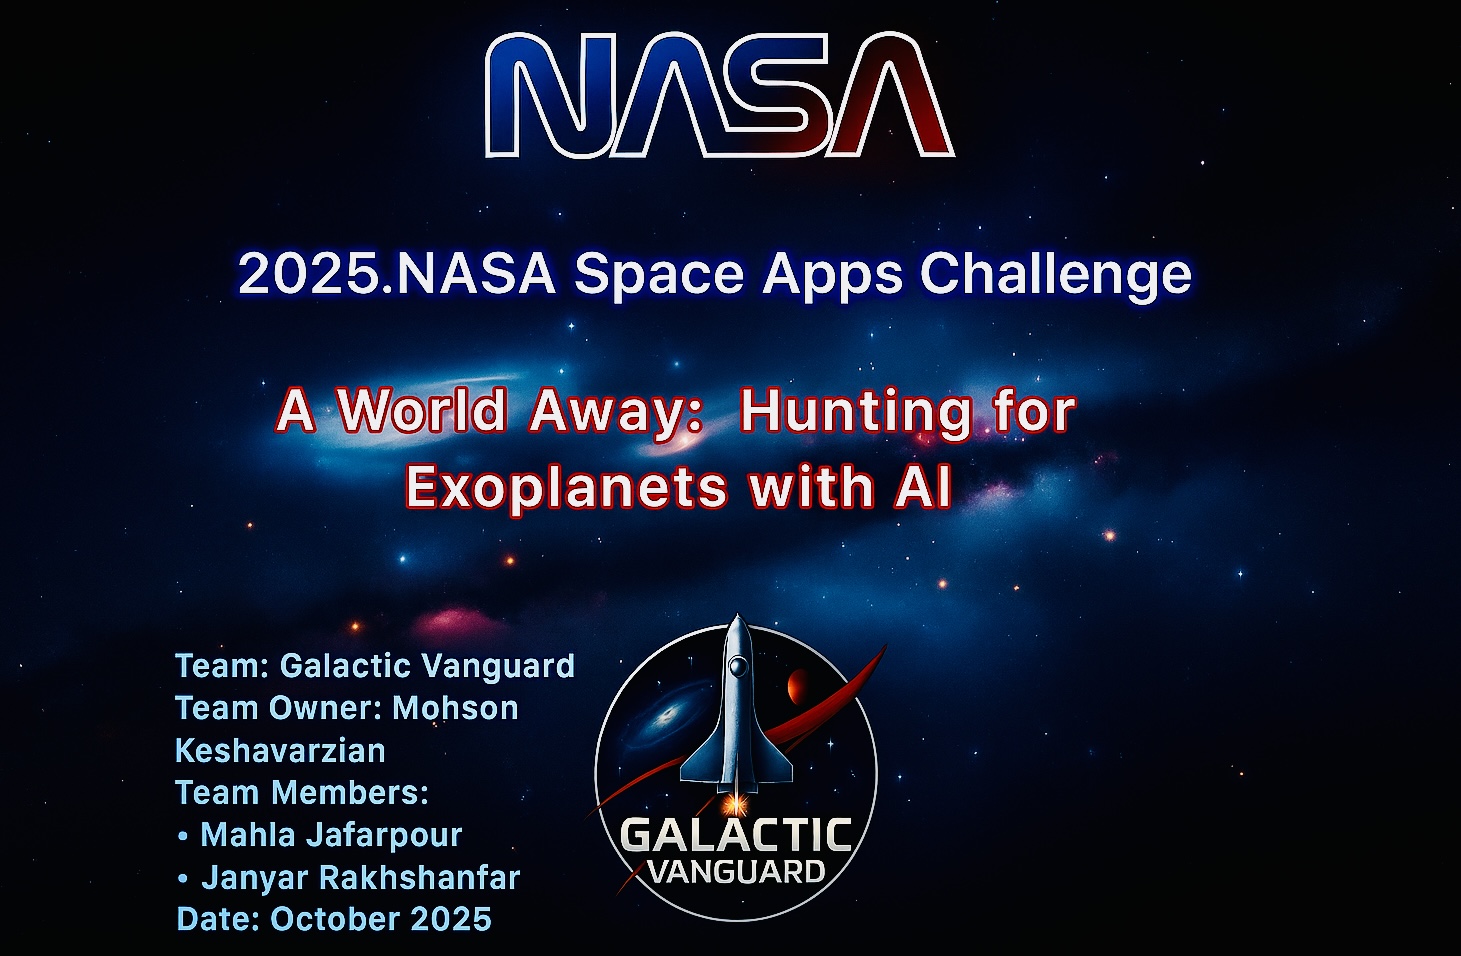 NASA
2025.NASA Space Apps Challenge
A World Away: Hunting for
Exoplanets with AI
Team: Galactic Vanguard
Team Owner: Mohson
Keshavarzian
Team Members:
• Mahla Jafarpour
• Janyar Rakhshanfar
Date: October 2025
GALACTIC
VANGUARD